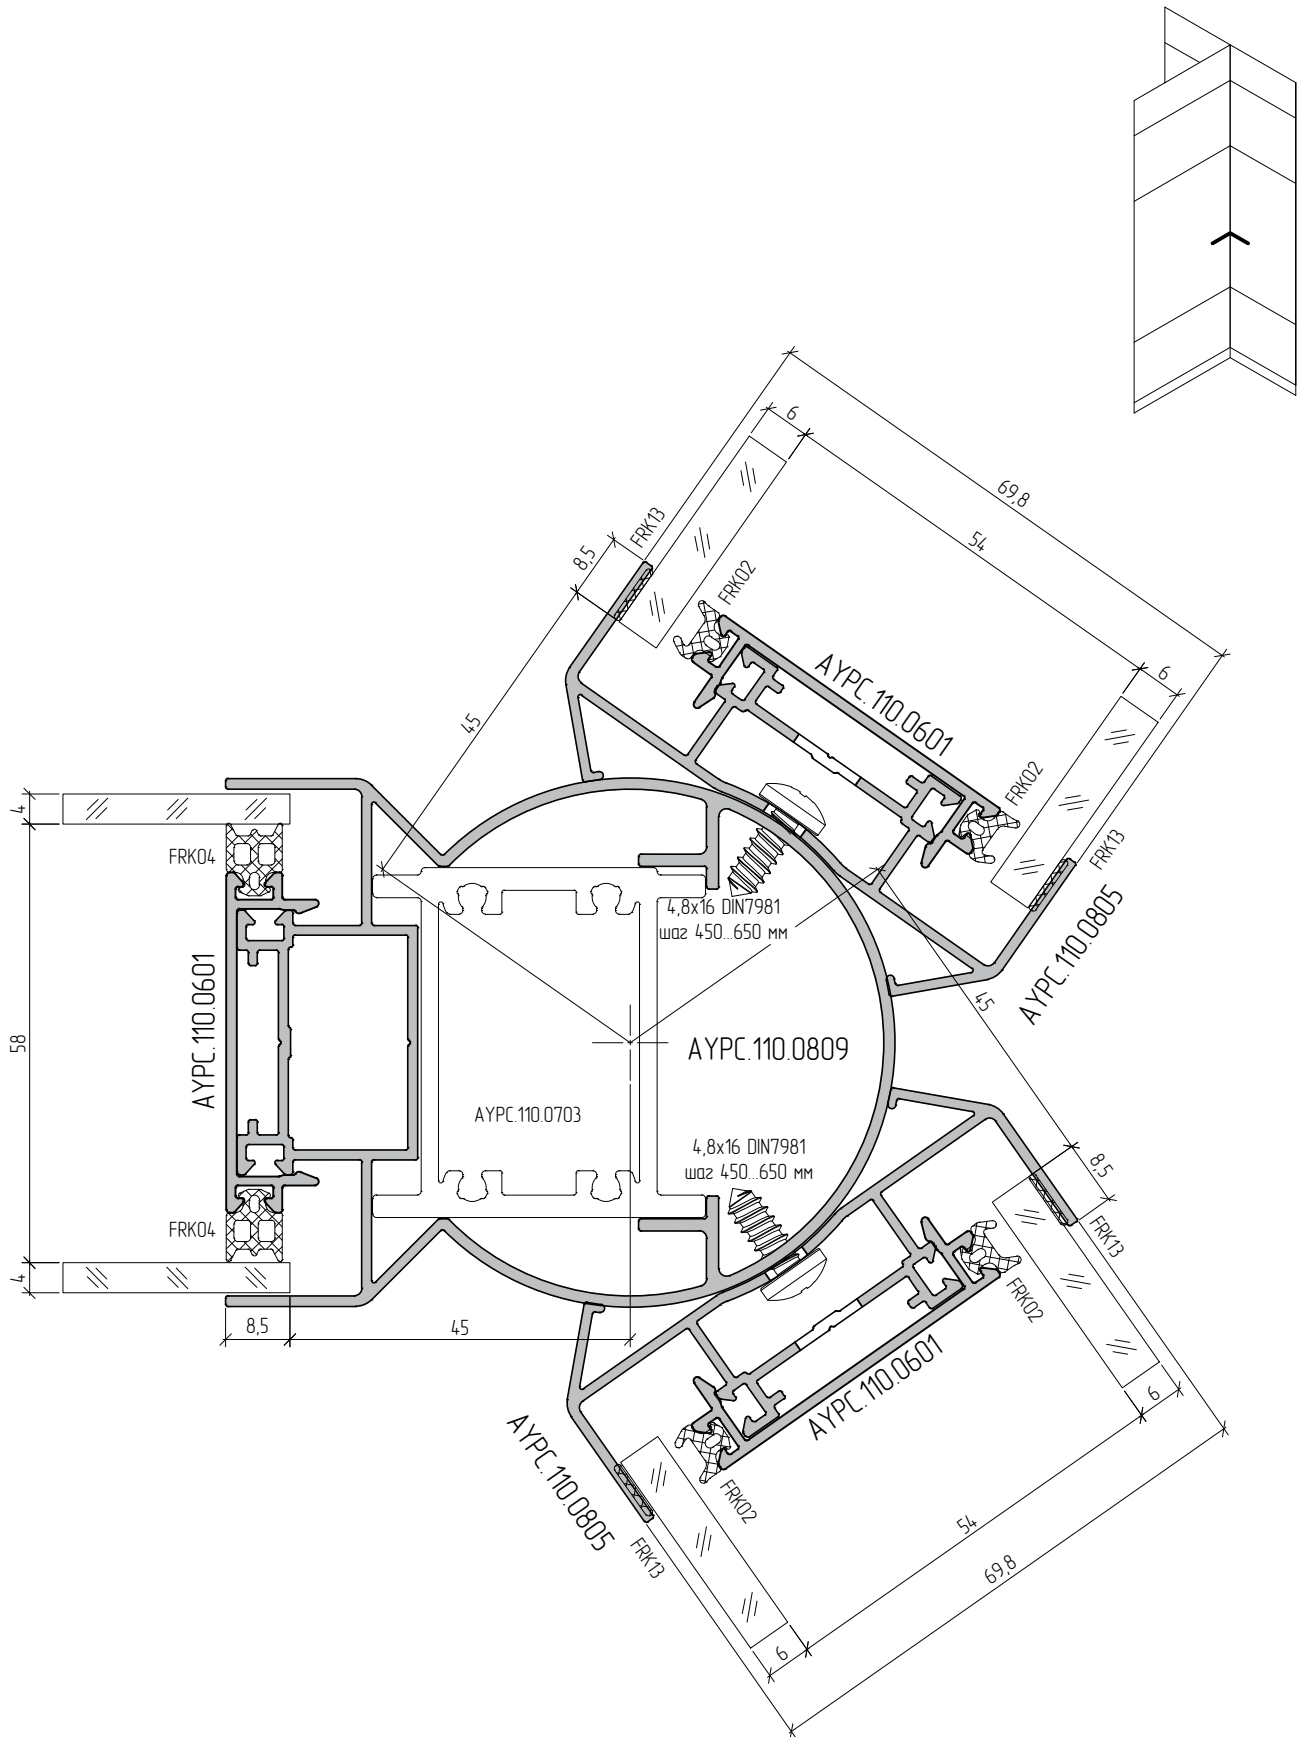 6
69,8
54
FRK13
8,5
FRK02
45
AYPC.110.0601
6
FRK02
FRK13
AYPC.110.0805
4
FRK04
4,8x16 DIN7981
шаг 450...650 мм
AYPC.110.0601
58
45
AYPC.110.0809
AYPC.110.0703
4,8x16 DIN7981
шаг 450...650 мм
8,5
FRK04
FRK13
4
8,5
45
FRK02
AYPC.110.0601
6
AYPC.110.0805
FRK02
FRK13
54
69,8
6